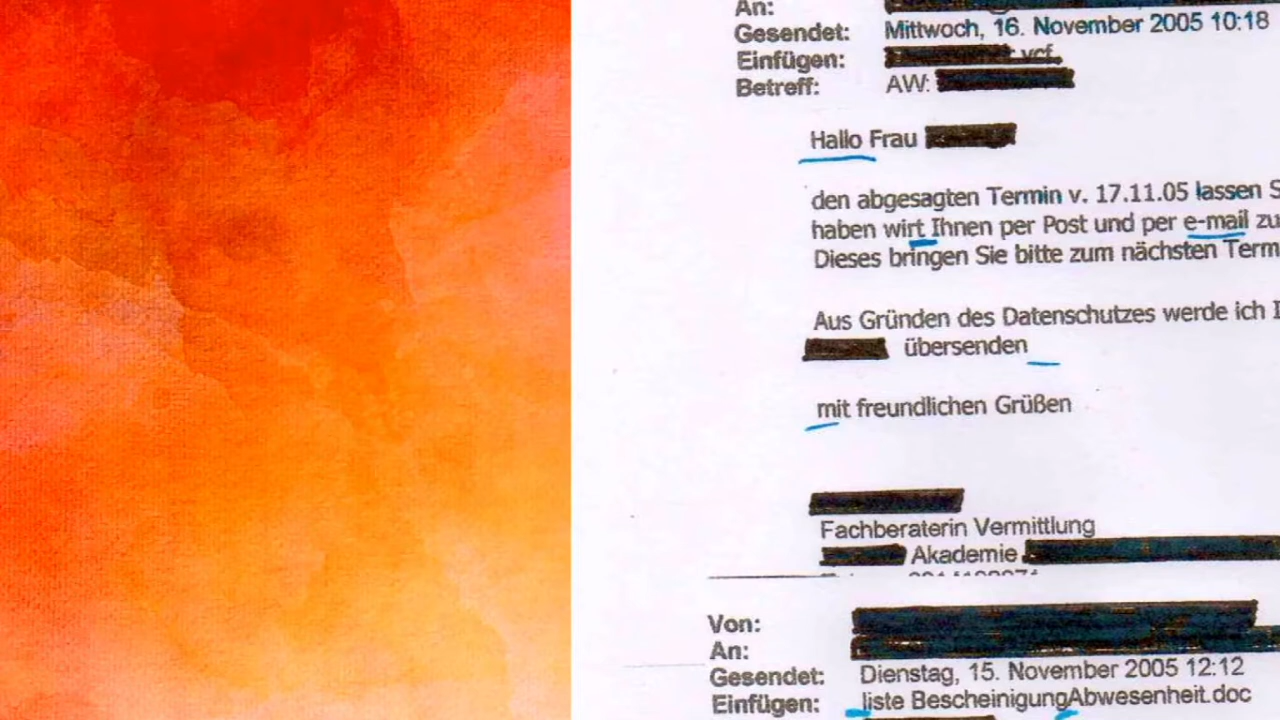 An:
Gesendet: Mittwoch, 16. November 2005 10:18
Einfügen: vcf
Betreff: AW:
Hallo Frau
den abgesagten Termin v. 17.11.05 lassen S
haben wirt Ihnen per Post und per e-mail zu
Dieses bringen Sie bitte zum nächsten Term
Aus Gründen des Datenschutzes werde ich I
übersenden
mit freundlichen Grüßen
Fachberaterin Vermittlung
Akademie
Von:
An:
Gesendet: Dienstag, 15. November 2005 12:12
Einfügen: liste BescheinigungAbwesenheit.doc